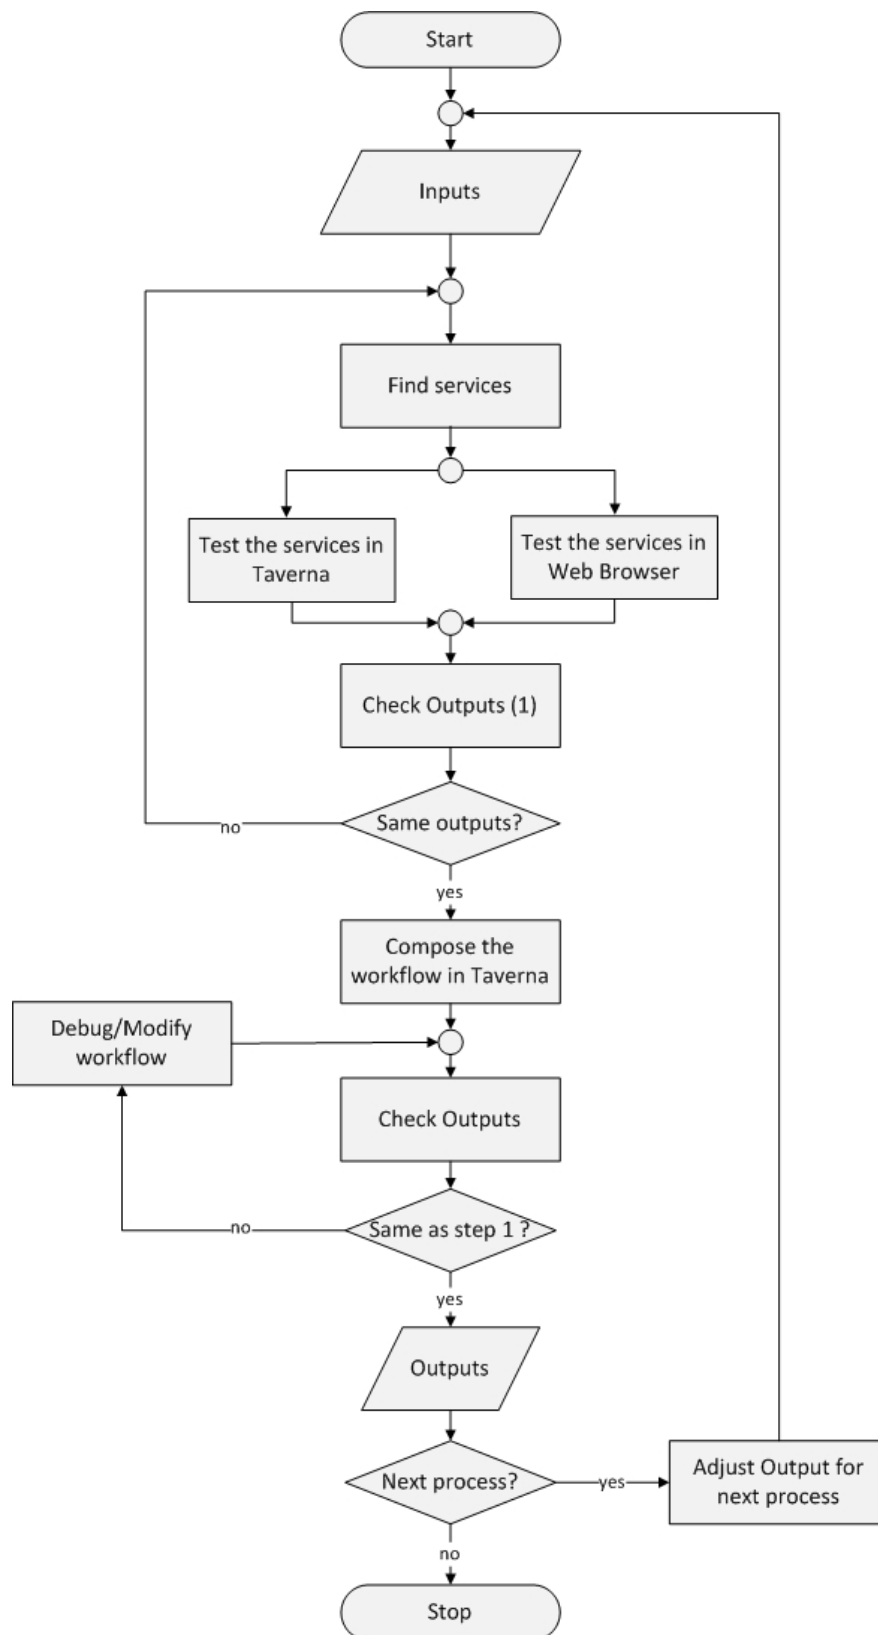 Start
Inputs
Find services
Test the services in
Taverna
Test the services in
Web Browser
Check Outputs (1)
Same outputs?
no
yes
Compose the
workflow in Taverna
Debug/Modify
workflow
Check Outputs
Same as step 1 ?
no
yes
Outputs
Next process?
yes
Adjust Output for
next process
no
Stop